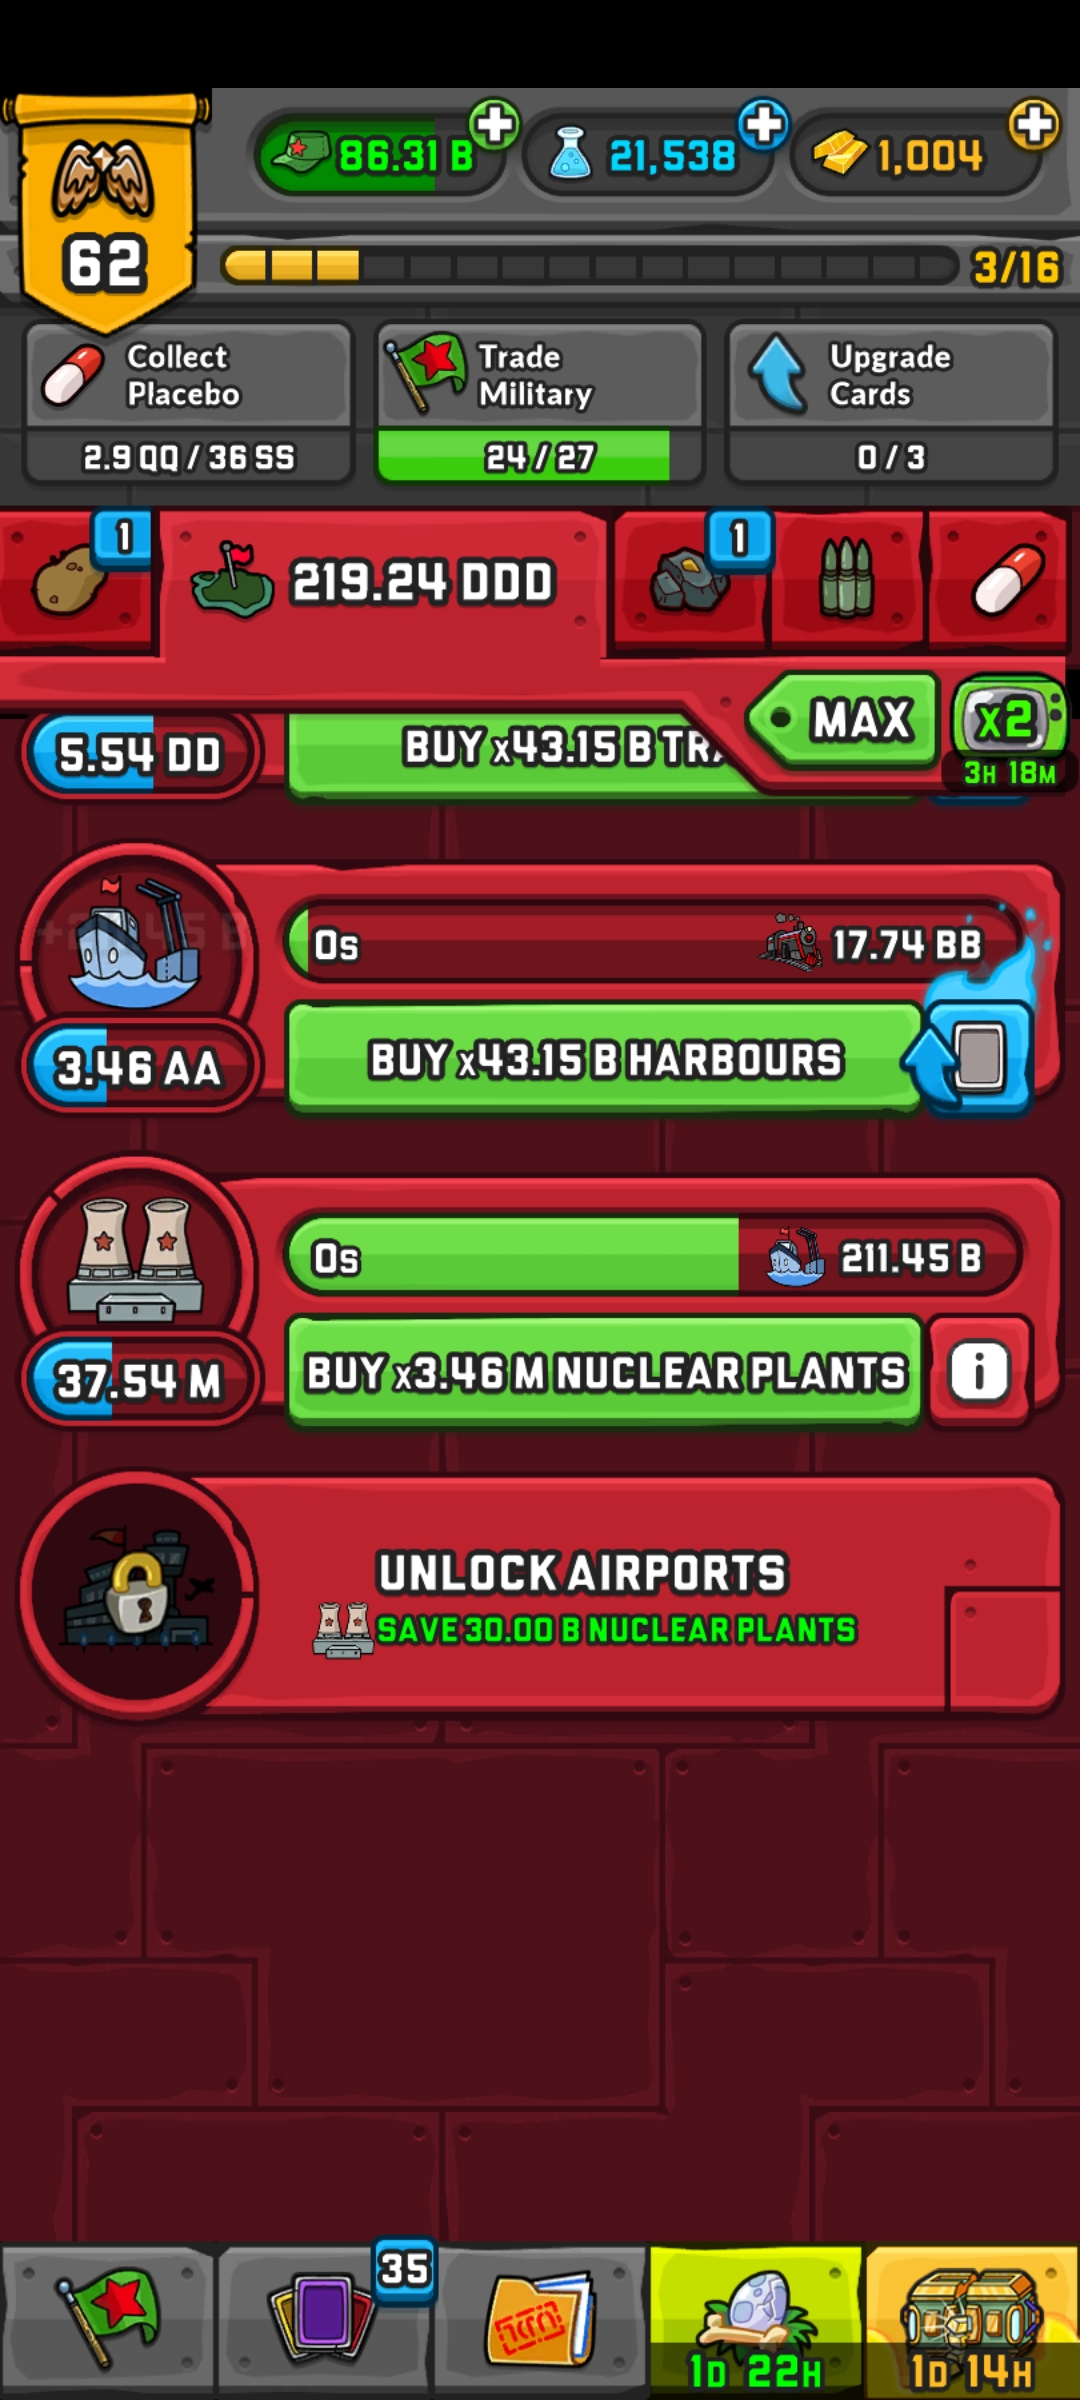 86.31 B
21,538
1,004
62
3/16
Collect
Placebo
Trade
Military
Upgrade
Cards
2.9 QQ / 36 SS
24 / 27
0 / 3
1
219.24 DDD
1
MAX
x2
3H 18M
5.54 DD
BUY x43.15 B TRA
0s
17.74 BB
3.46 AA
BUY x43.15 B HARBOURS
0s
211.45 B
37.54 M
BUY x3.46 M NUCLEAR PLANTS
i
UNLOCK AIRPORTS
SAVE 30.00 B NUCLEAR PLANTS
35
1D 22H
1D 14H